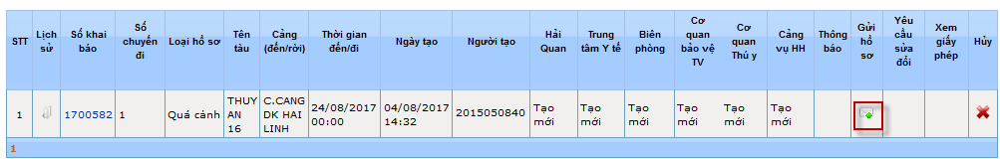 STT Lịch sử Số khai báo Số chuyến đi Loại hồ sơ Tên tàu Cảng (đến/rời) Thời gian đến/đi Ngày tạo Người tạo Hải Quan Trung tâm Y tế Biên phòng Cơ quan bảo vệ TV Cơ quan Thú y Cảng vụ HH Thông báo Gửi hồ sơ Yêu cầu sửa đổi Xem giấy phép Hủy
1 1700582 1 Quá cảnh THUY AN 16 C.CANG DK HAI LINH 24/08/2017 00:00 04/08/2017 14:32 2015050840 Tạo mới Tạo mới Tạo mới Tạo mới Tạo mới Tạo mới
1